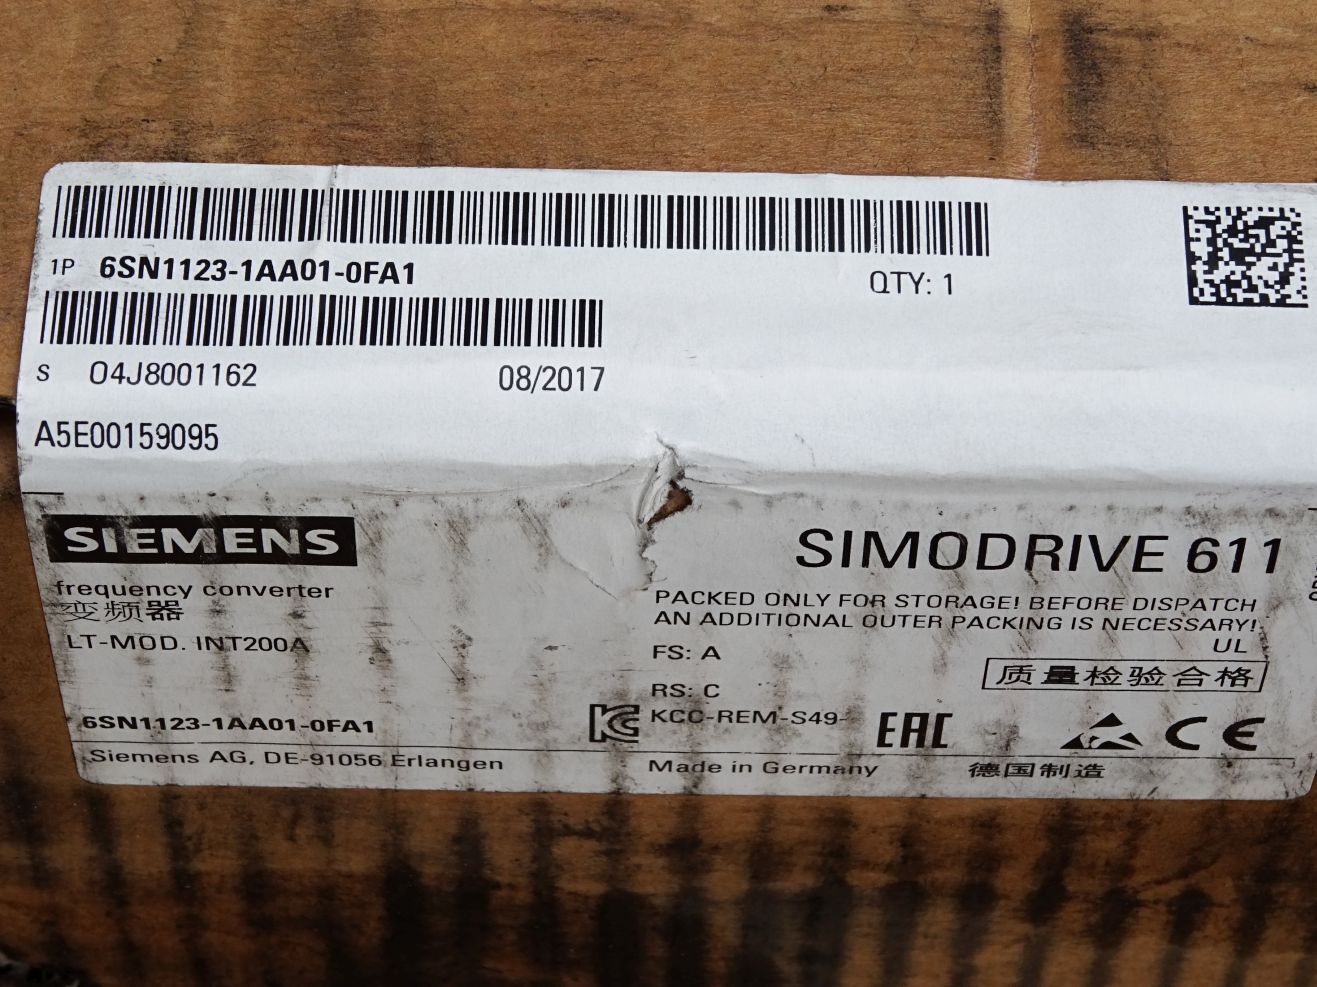 1P 6SN1123-1AA01-0FA1
QTY: 1
S 04J8001162 08/2017
A5E00159095
SIEMENS
SIMODRIVE 611
frequency converter
变频器
PACKED ONLY FOR STORAGE! BEFORE DISPATCH
AN ADDITIONAL OUTER PACKING IS NECESSARY!
LT-MOD. INT200A
UL
FS: A
质量检验合格
RS: C
6SN1123-1AA01-0FA1
KCC-REM-S49-
EAC
CE
Siemens AG, DE-91056 Erlangen
Made in Germany 德国制造